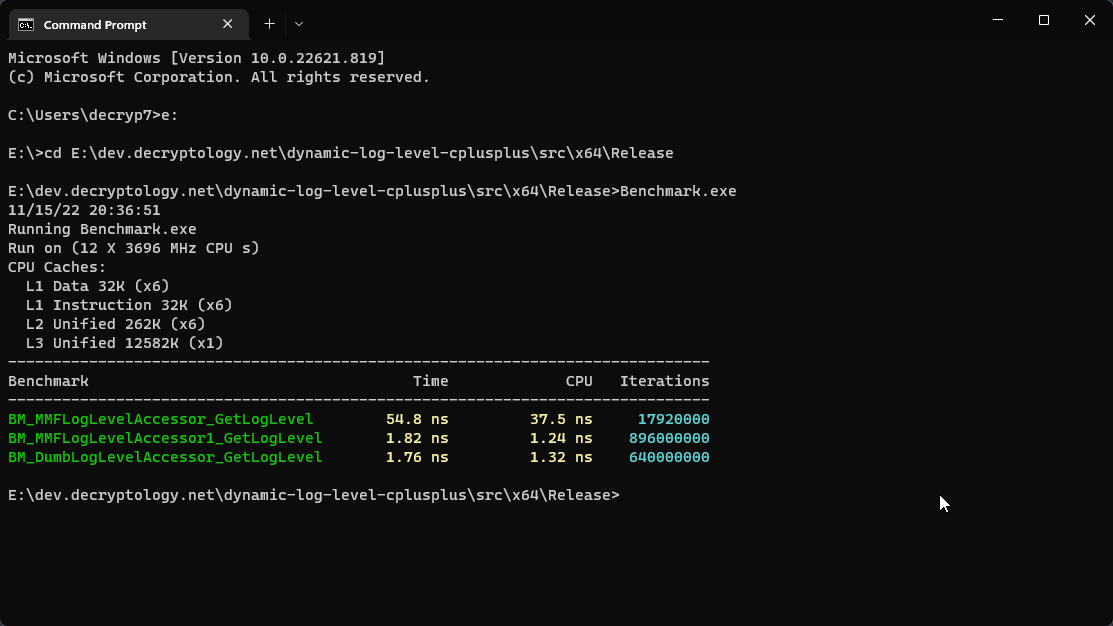 Command Prompt
Microsoft Windows [Version 10.0.22621.819]
(c) Microsoft Corporation. All rights reserved.
C:\Users\decryp7>e:
E:\>cd E:\dev.decryptology.net\dynamic-log-level-cplusplus\src\x64\Release
E:\dev.decryptology.net\dynamic-log-level-cplusplus\src\x64\Release>Benchmark.exe
11/15/22 20:36:51
Running Benchmark.exe
Run on (12 X 3696 MHz CPU s)
CPU Caches:
  L1 Data 32K (x6)
  L1 Instruction 32K (x6)
  L2 Unified 262K (x6)
  L3 Unified 12582K (x1)
------------------------------------------------------------------------------
Benchmark                                    Time             CPU   Iterations
------------------------------------------------------------------------------
BM_MMFLogLevelAccessor_GetLogLevel        54.8 ns         37.5 ns     17920000
BM_MMFLogLevelAccessor1_GetLogLevel       1.82 ns         1.24 ns    896000000
BM_DumbLogLevelAccessor_GetLogLevel       1.76 ns         1.32 ns    640000000
E:\dev.decryptology.net\dynamic-log-level-cplusplus\src\x64\Release>